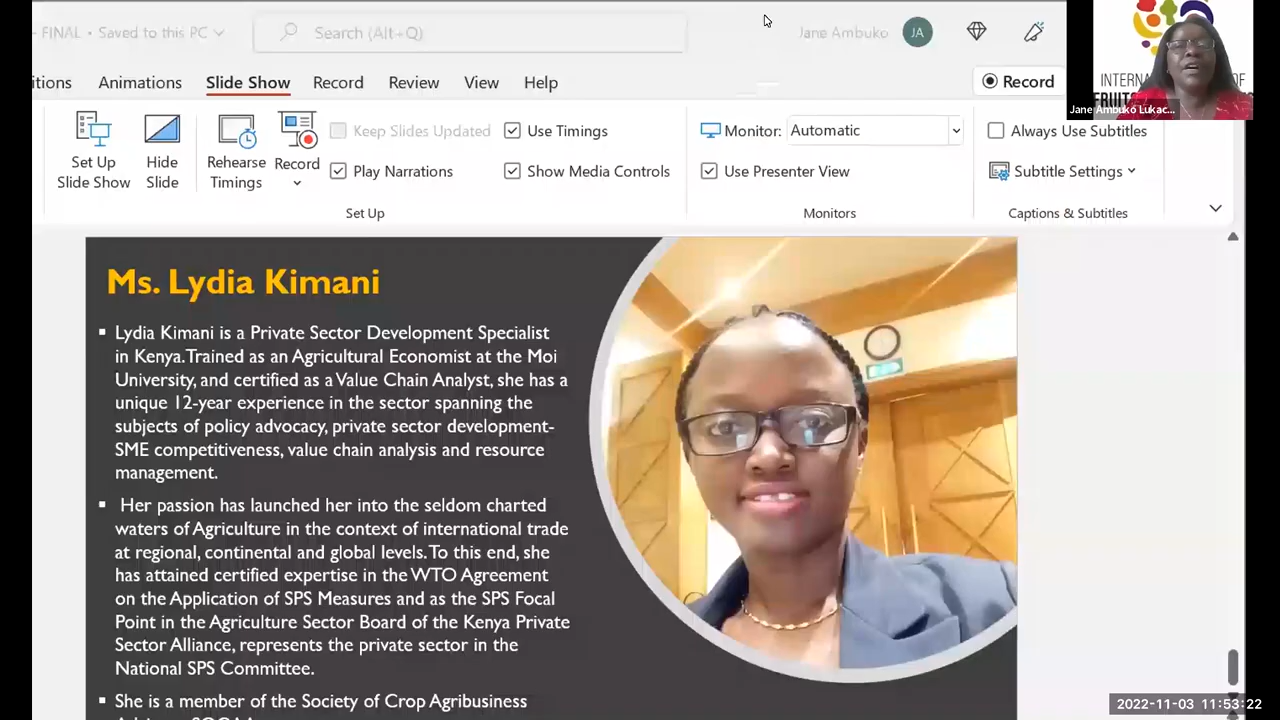 - FINAL • Saved to this PC
Search (Alt+Q)
Jane Ambuko
JA
itions
Animations
Slide Show
Record
Review
View
Help
Record
INTERNA
OF
FRUITS
Jane Ambuko Lukac...
Set Up
Slide Show
Hide
Slide
Rehearse
Timings
Record
Keep Slides Updated
Play Narrations
Use Timings
Show Media Controls
Set Up
Monitor:
Automatic
Use Presenter View
Monitors
Always Use Subtitles
Subtitle Settings
Captions & Subtitles
Ms. Lydia Kimani
▪ Lydia Kimani is a Private Sector Development Specialist
in Kenya. Trained as an Agricultural Economist at the Moi
University, and certified as a Value Chain Analyst, she has a
unique 12-year experience in the sector spanning the
subjects of policy advocacy, private sector development-
SME competitiveness, value chain analysis and resource
management.
▪ Her passion has launched her into the seldom charted
waters of Agriculture in the context of international trade
at regional, continental and global levels. To this end, she
has attained certified expertise in the WTO Agreement
on the Application of SPS Measures and as the SPS Focal
Point in the Agriculture Sector Board of the Kenya Private
Sector Alliance, represents the private sector in the
National SPS Committee.
▪ She is a member of the Society of Crop Agribusiness
2022-11-03 11:53:22